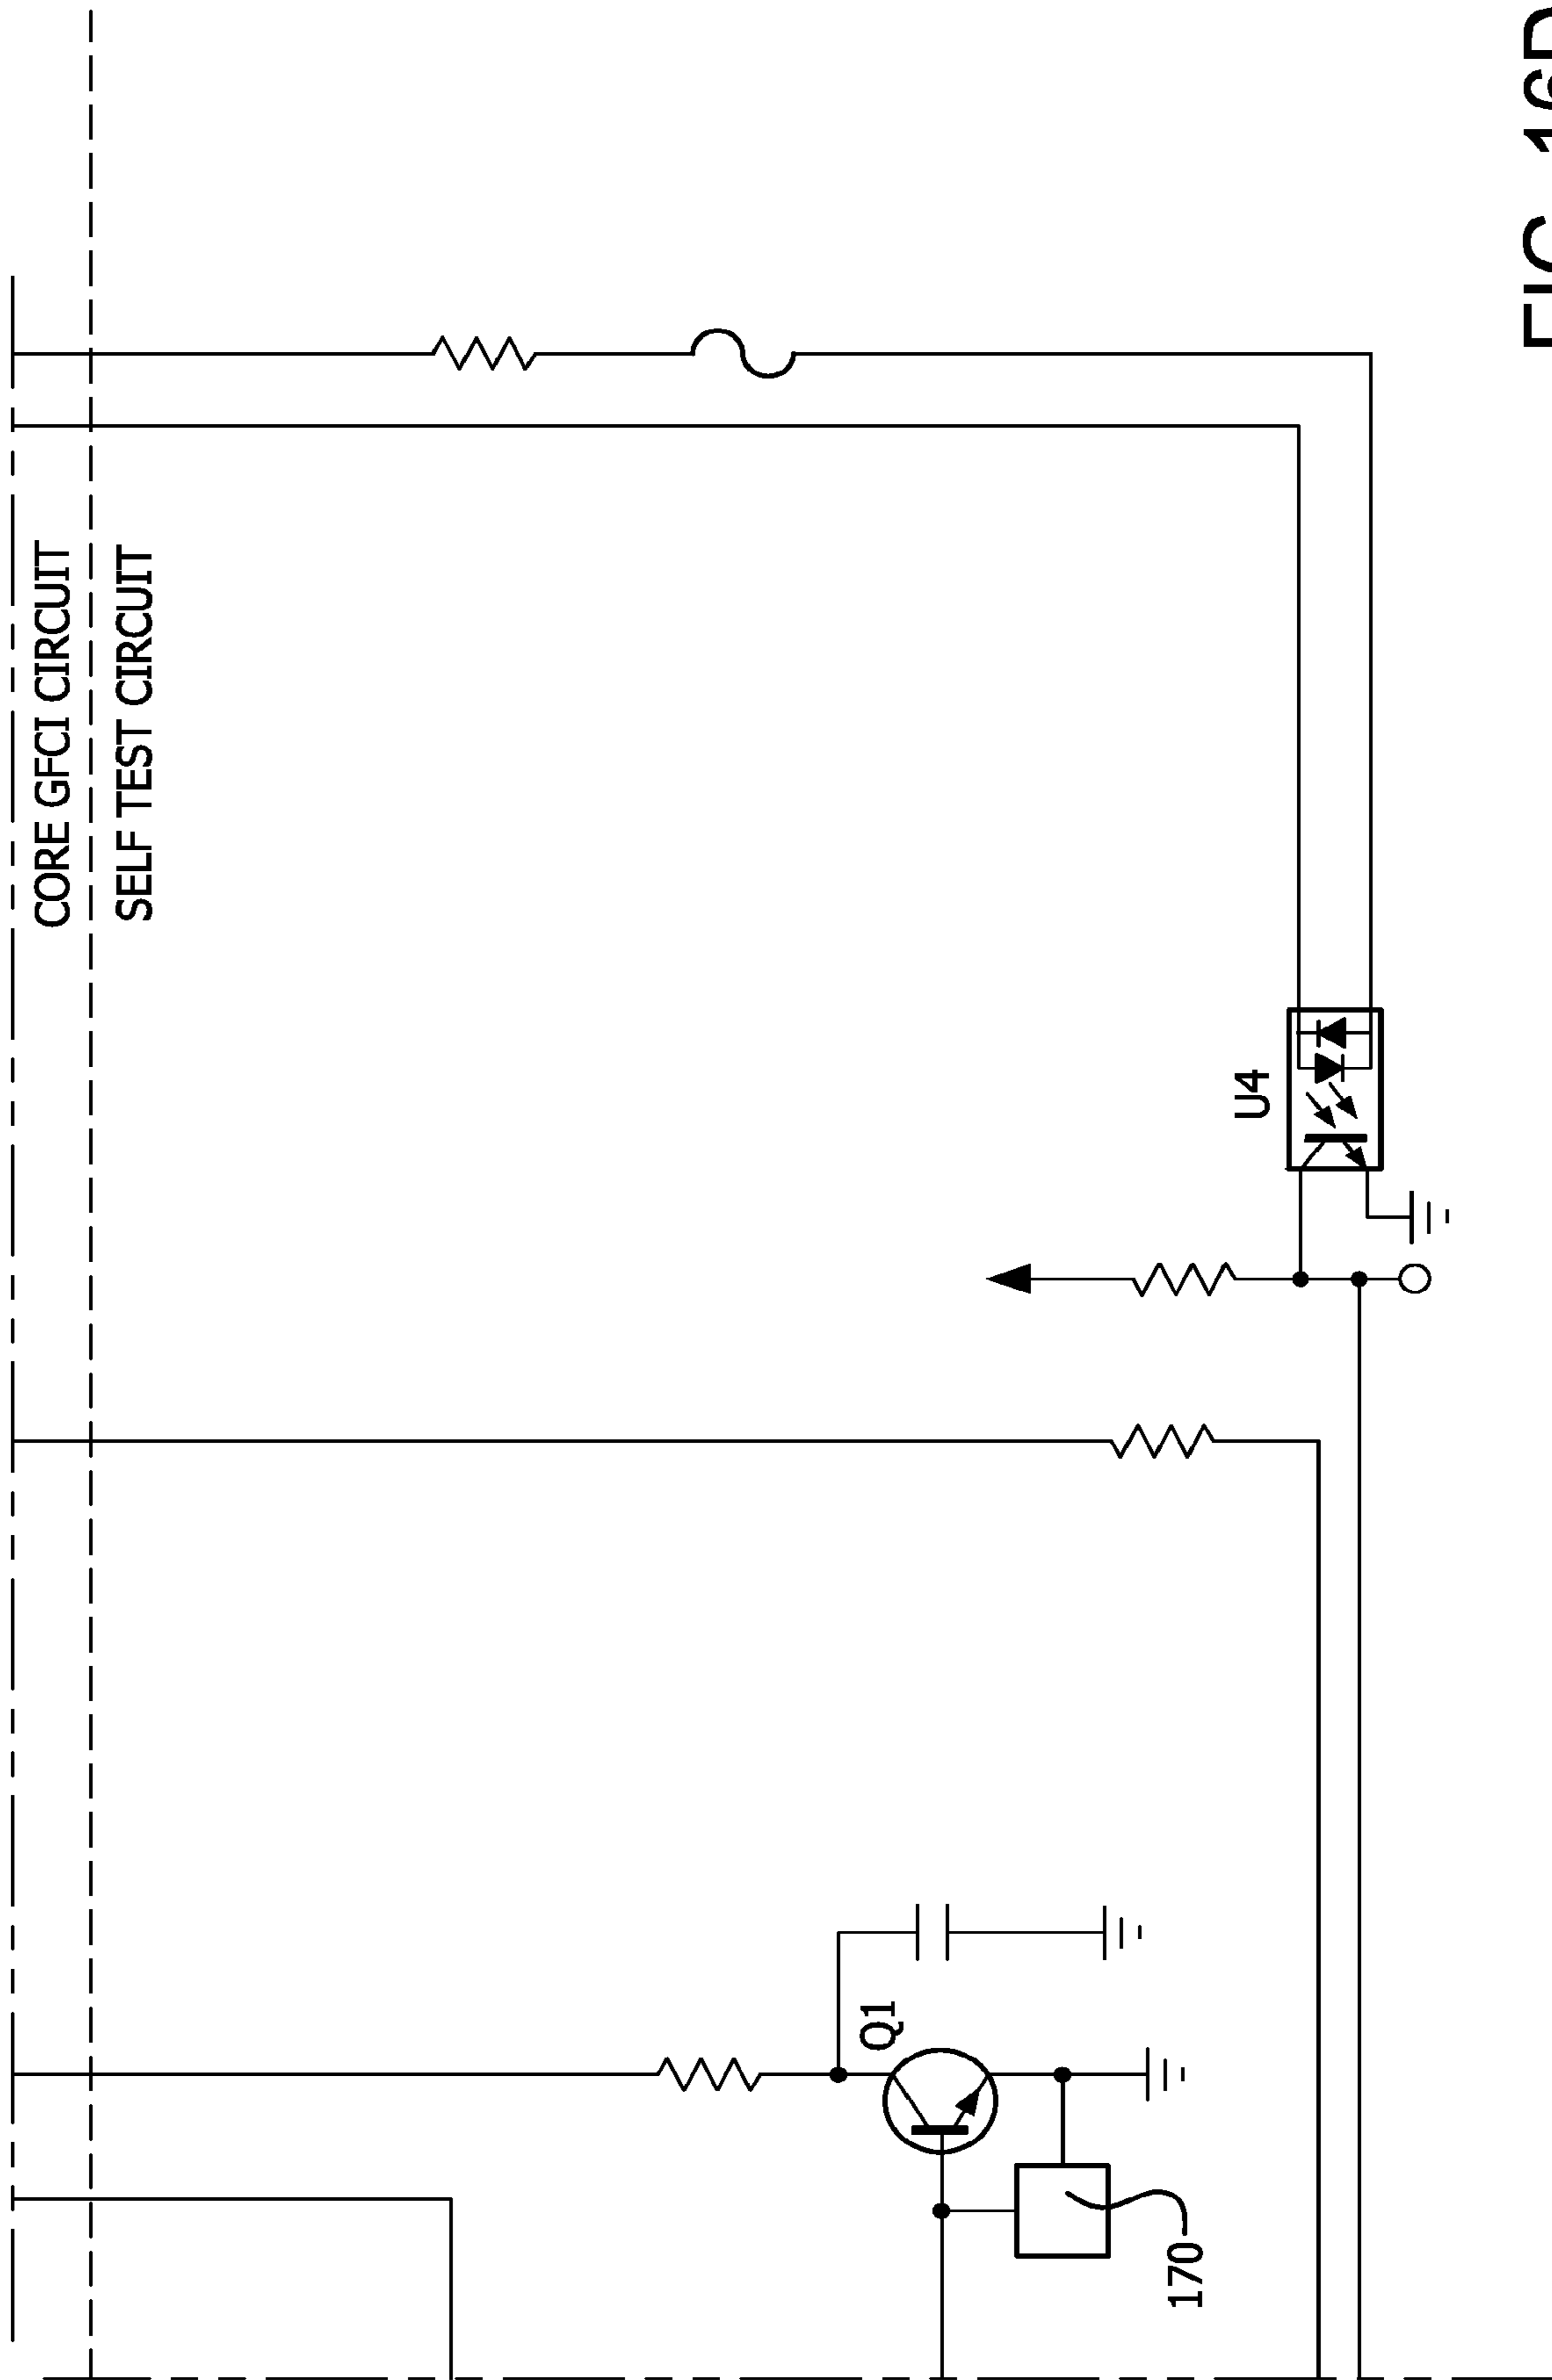 CORE GFCI CIRCUIT
SELF TEST CIRCUIT
U4
Q1
170